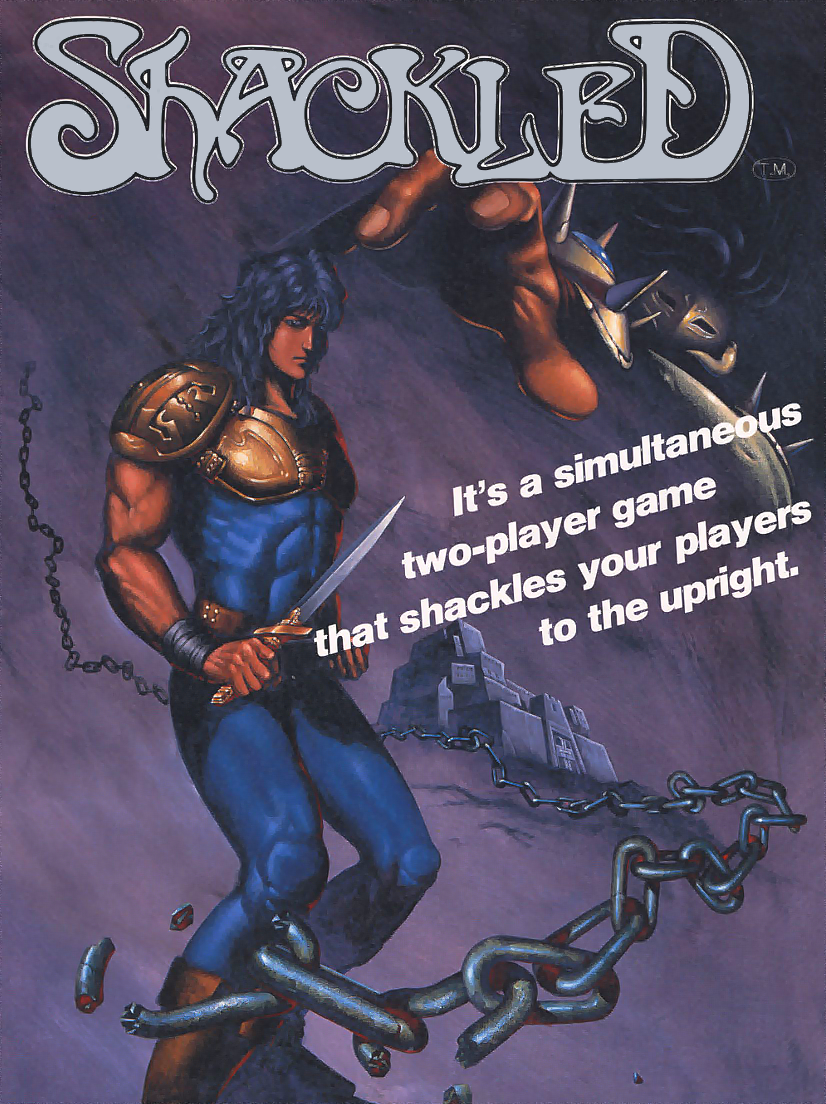 SHACKLED
T.M.
It's a simultaneous
two-player game
that shackles your players
to the upright.